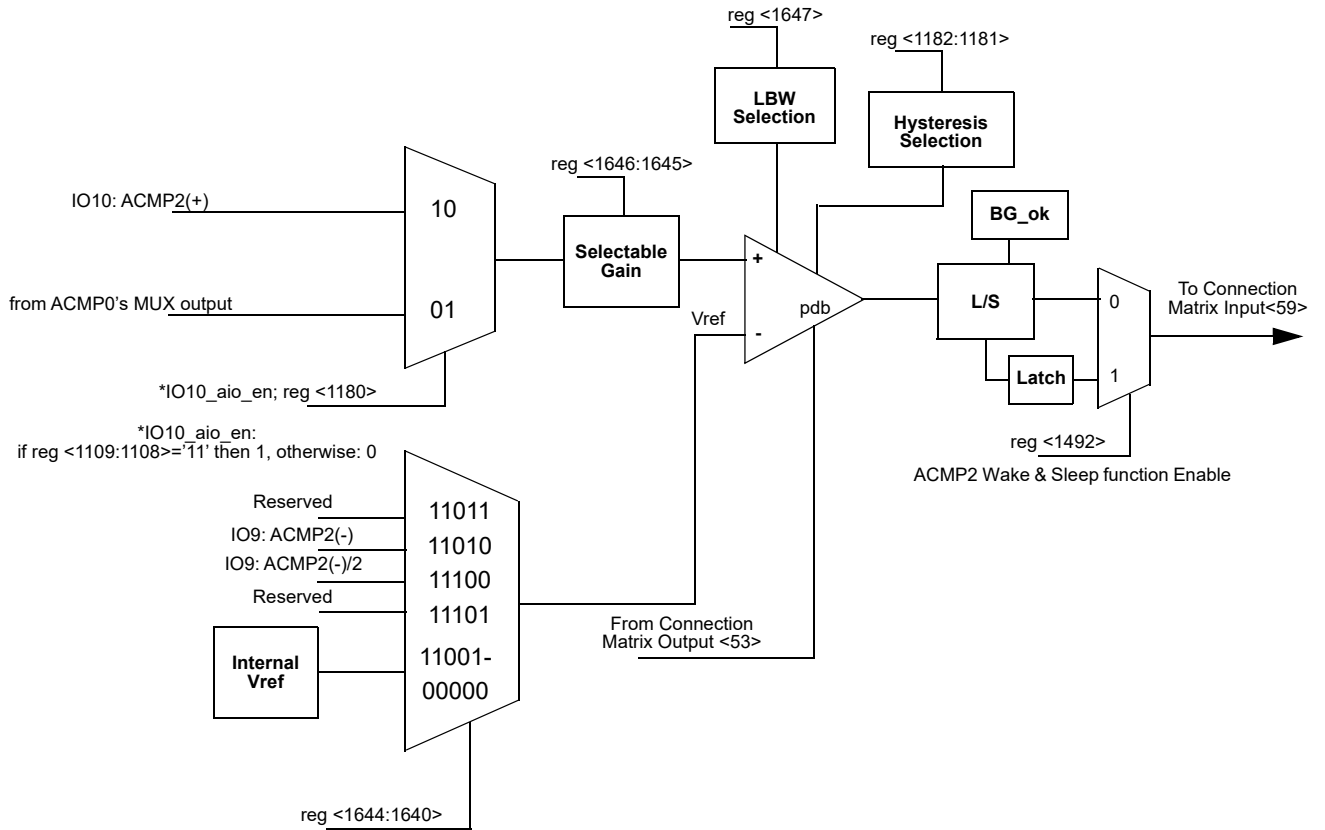 reg <1647>
reg <1182:1181>
LBW
Selection
Hysteresis
Selection
reg <1646:1645>
IO10: ACMP2(+)
10
Selectable
Gain
BG_ok
+
from ACMP0's MUX output
01
Vref
-
pdb
L/S
0
To Connection
Matrix Input<59>
Latch
1
*IO10_aio_en; reg <1180>
*IO10_aio_en:
if reg <1109:1108>='11' then 1, otherwise: 0
reg <1492>
ACMP2 Wake & Sleep function Enable
Reserved
11011
IO9: ACMP2(-)
11010
IO9: ACMP2(-)/2
11100
Reserved
11101
Internal
Vref
11001-
00000
From Connection
Matrix Output <53>
reg <1644:1640>